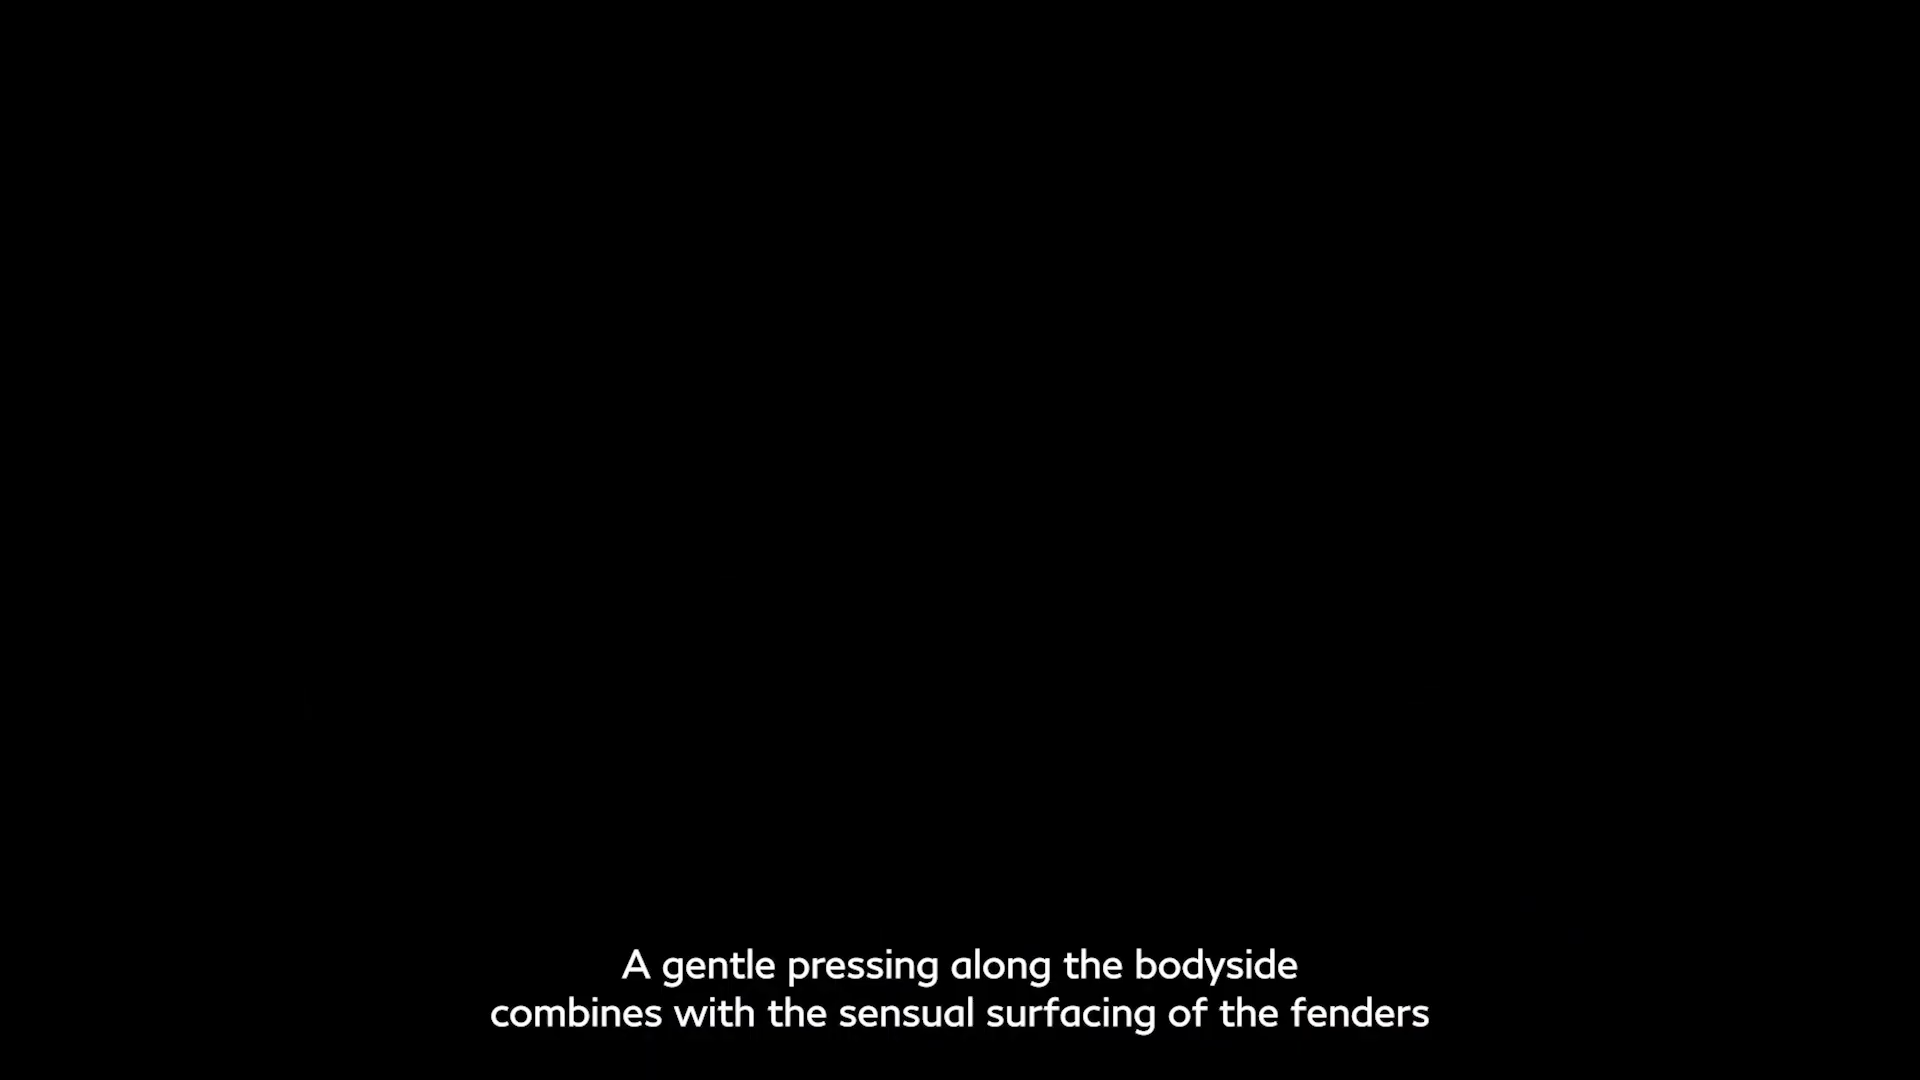 A gentle pressing along the bodyside
combines with the sensual surfacing of the fenders